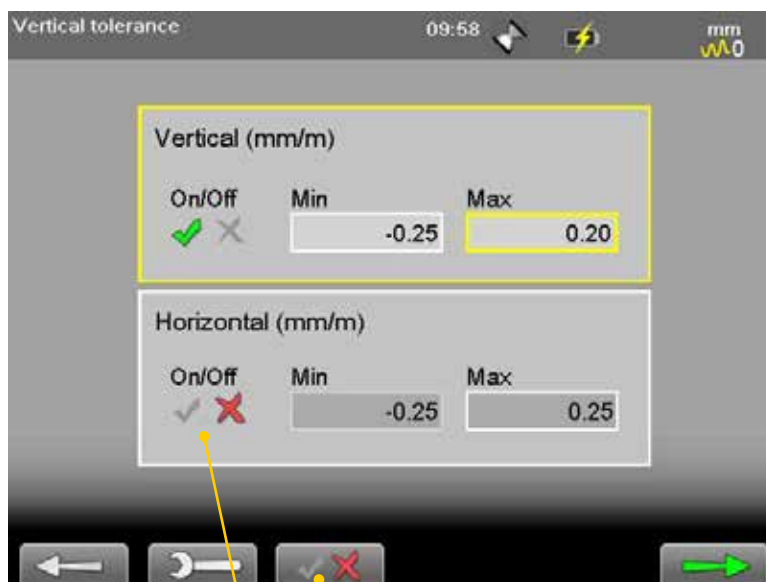 Vertical tolerance 09:58 mm
0
Vertical (mm/m)
On/Off Min Max
-0.25 0.20
Horizontal (mm/m)
On/Off Min Max
-0.25 0.25